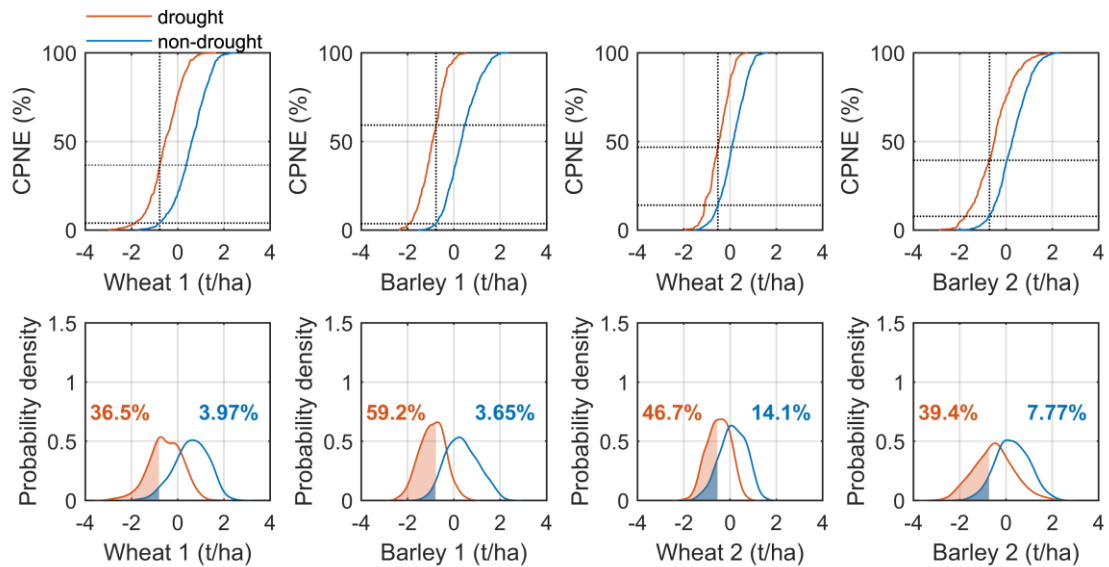 drought
non-drought
100 100 100 100
CPNE (%) CPNE (%) CPNE (%) CPNE (%)
50 50 50 50
0 0 0 0
-4 -2 0 2 4 -4 -2 0 2 4 -4 -2 0 2 4 -4 -2 0 2 4
Wheat 1 (t/ha) Barley 1 (t/ha) Wheat 2 (t/ha) Barley 2 (t/ha)
1.5 1.5 1.5 1.5
Probability density Probability density Probability density Probability density
1 1 1 1
36.5% 3.97% 59.2% 3.65% 46.7% 14.1% 39.4% 7.77%
0.5 0.5 0.5 0.5
0 0 0 0
-4 -2 0 2 4 -4 -2 0 2 4 -4 -2 0 2 4 -4 -2 0 2 4
Wheat 1 (t/ha) Barley 1 (t/ha) Wheat 2 (t/ha) Barley 2 (t/ha)